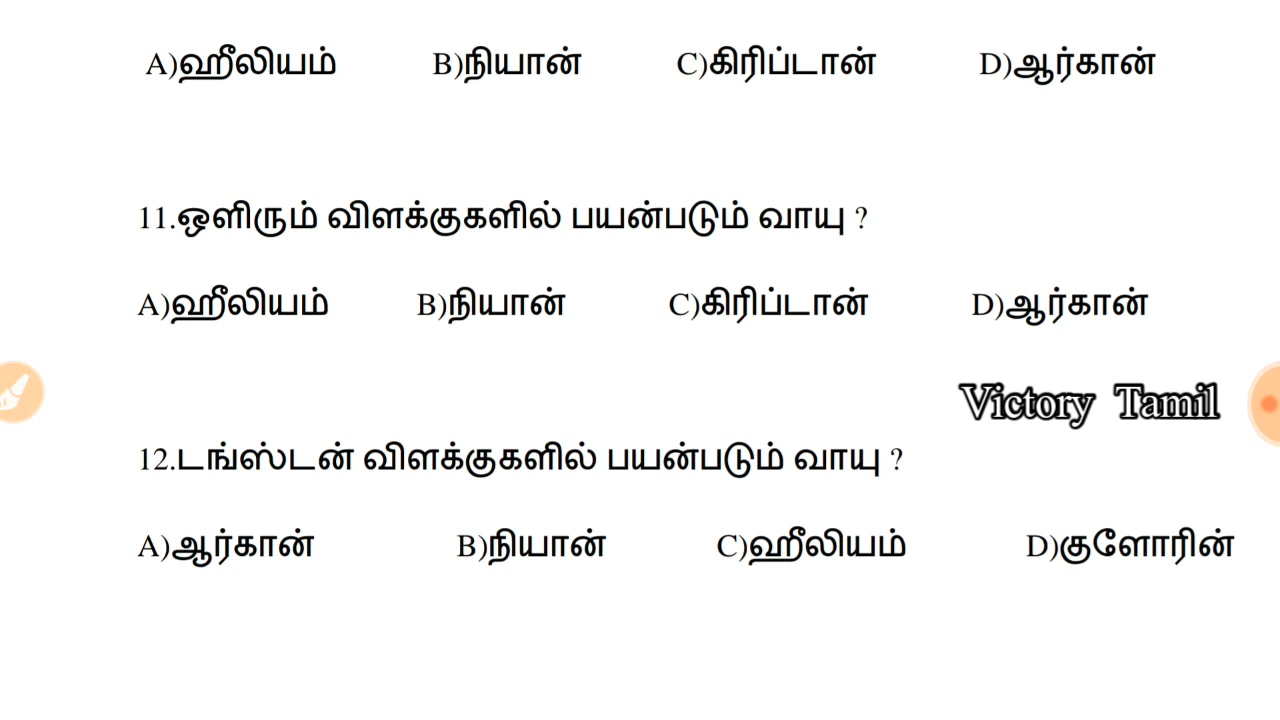 A)ஹீலியம் B)நியான் C)கிரிப்டான் D)ஆர்கான்
11.ஒளிரும் விளக்குகளில் பயன்படும் வாயு ?
A)ஹீலியம் B)நியான் C)கிரிப்டான் D)ஆர்கான்
Victory Tamil
12.டங்ஸ்டன் விளக்குகளில் பயன்படும் வாயு ?
A)ஆர்கான் B)நியான் C)ஹீலியம் D)குளோரின்